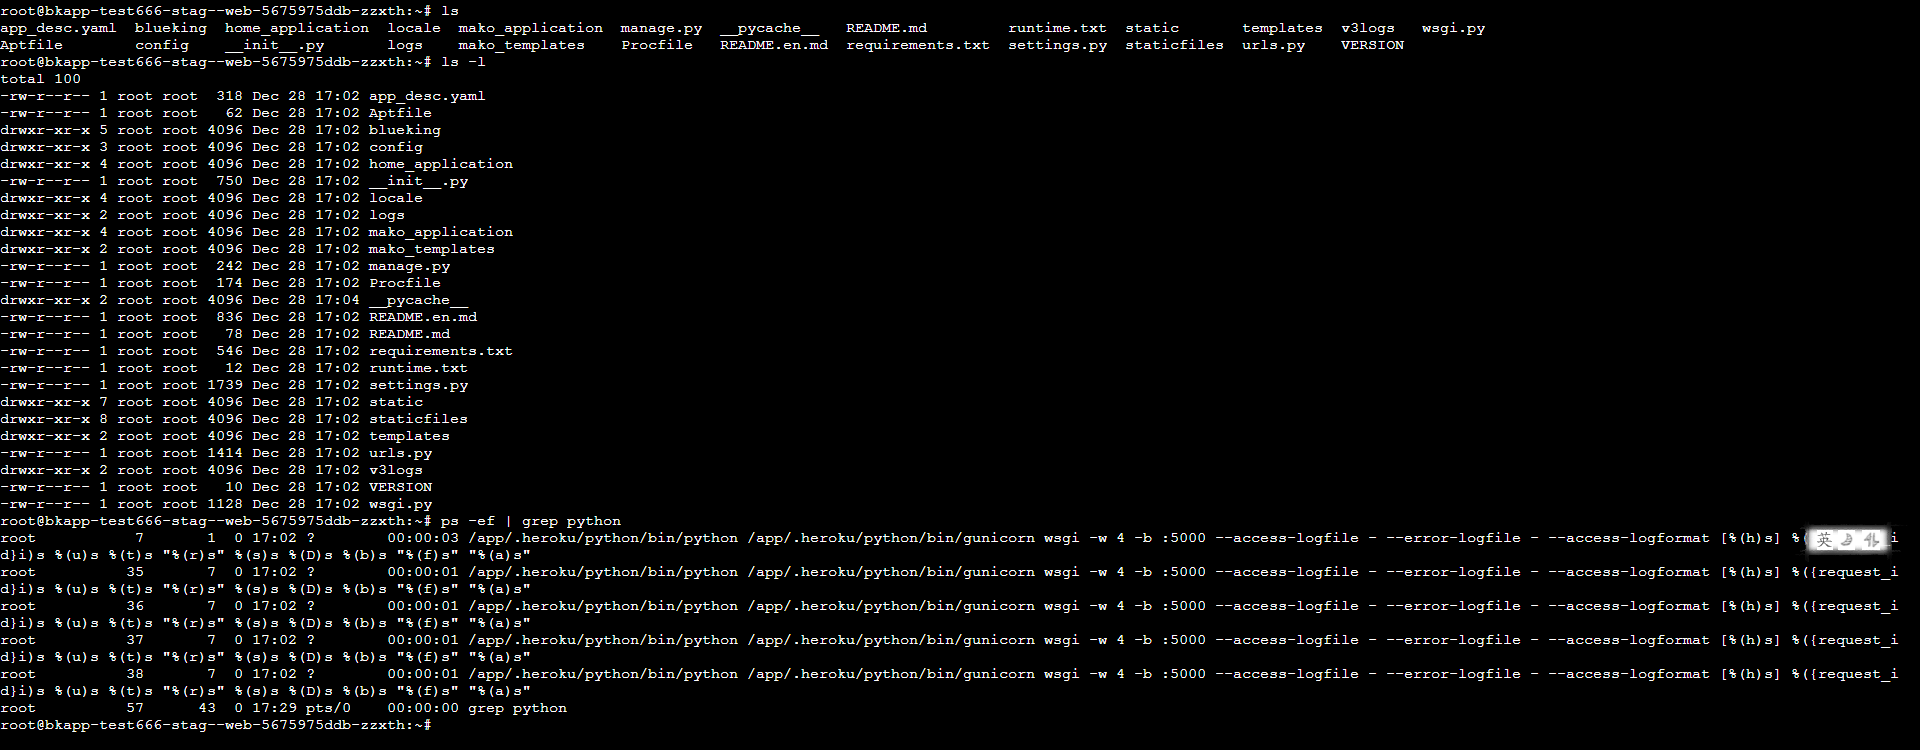 root@bkapp-test666-stag--web-5675975ddb-zzxth:~# ls
app_desc.yaml  blueking  home_application  locale  mako_application  manage.py  __pycache__   README.md         runtime.txt  static       templates  v3logs   wsgi.py
Aptfile        config    __init__.py       logs    mako_templates    Procfile   README.en.md  requirements.txt  settings.py  staticfiles  urls.py    VERSION
root@bkapp-test666-stag--web-5675975ddb-zzxth:~# ls -l
total 100
-rw-r--r-- 1 root root  318 Dec 28 17:02 app_desc.yaml
-rw-r--r-- 1 root root   62 Dec 28 17:02 Aptfile
drwxr-xr-x 5 root root 4096 Dec 28 17:02 blueking
drwxr-xr-x 3 root root 4096 Dec 28 17:02 config
drwxr-xr-x 4 root root 4096 Dec 28 17:02 home_application
-rw-r--r-- 1 root root  750 Dec 28 17:02 __init__.py
drwxr-xr-x 4 root root 4096 Dec 28 17:02 locale
drwxr-xr-x 2 root root 4096 Dec 28 17:02 logs
drwxr-xr-x 4 root root 4096 Dec 28 17:02 mako_application
drwxr-xr-x 2 root root 4096 Dec 28 17:02 mako_templates
-rw-r--r-- 1 root root  242 Dec 28 17:02 manage.py
-rw-r--r-- 1 root root  174 Dec 28 17:02 Procfile
drwxr-xr-x 2 root root 4096 Dec 28 17:04 __pycache__
-rw-r--r-- 1 root root  836 Dec 28 17:02 README.en.md
-rw-r--r-- 1 root root   78 Dec 28 17:02 README.md
-rw-r--r-- 1 root root  546 Dec 28 17:02 requirements.txt
-rw-r--r-- 1 root root   12 Dec 28 17:02 runtime.txt
-rw-r--r-- 1 root root 1739 Dec 28 17:02 settings.py
drwxr-xr-x 7 root root 4096 Dec 28 17:02 static
drwxr-xr-x 8 root root 4096 Dec 28 17:02 staticfiles
drwxr-xr-x 2 root root 4096 Dec 28 17:02 templates
-rw-r--r-- 1 root root 1414 Dec 28 17:02 urls.py
drwxr-xr-x 2 root root 4096 Dec 28 17:02 v3logs
-rw-r--r-- 1 root root   10 Dec 28 17:02 VERSION
-rw-r--r-- 1 root root 1128 Dec 28 17:02 wsgi.py
root@bkapp-test666-stag--web-5675975ddb-zzxth:~# ps -ef | grep python
root           7       1  0 17:02 ?        00:00:03 /app/.heroku/python/bin/python /app/.heroku/python/bin/gunicorn wsgi -w 4 -b :5000 --access-logfile - --error-logfile - --access-logformat [%(h)s] %( 英 i
d}i)s %(u)s %(t)s "%(r)s" %(s)s %(D)s %(b)s "%(f)s" "%(a)s"
root          35       7  0 17:02 ?        00:00:01 /app/.heroku/python/bin/python /app/.heroku/python/bin/gunicorn wsgi -w 4 -b :5000 --access-logfile - --error-logfile - --access-logformat [%(h)s] %({request_i
d}i)s %(u)s %(t)s "%(r)s" %(s)s %(D)s %(b)s "%(f)s" "%(a)s"
root          36       7  0 17:02 ?        00:00:01 /app/.heroku/python/bin/python /app/.heroku/python/bin/gunicorn wsgi -w 4 -b :5000 --access-logfile - --error-logfile - --access-logformat [%(h)s] %({request_i
d}i)s %(u)s %(t)s "%(r)s" %(s)s %(D)s %(b)s "%(f)s" "%(a)s"
root          37       7  0 17:02 ?        00:00:01 /app/.heroku/python/bin/python /app/.heroku/python/bin/gunicorn wsgi -w 4 -b :5000 --access-logfile - --error-logfile - --access-logformat [%(h)s] %({request_i
d}i)s %(u)s %(t)s "%(r)s" %(s)s %(D)s %(b)s "%(f)s" "%(a)s"
root          38       7  0 17:02 ?        00:00:01 /app/.heroku/python/bin/python /app/.heroku/python/bin/gunicorn wsgi -w 4 -b :5000 --access-logfile - --error-logfile - --access-logformat [%(h)s] %({request_i
d}i)s %(u)s %(t)s "%(r)s" %(s)s %(D)s %(b)s "%(f)s" "%(a)s"
root          57      43  0 17:29 pts/0    00:00:00 grep python
root@bkapp-test666-stag--web-5675975ddb-zzxth:~#